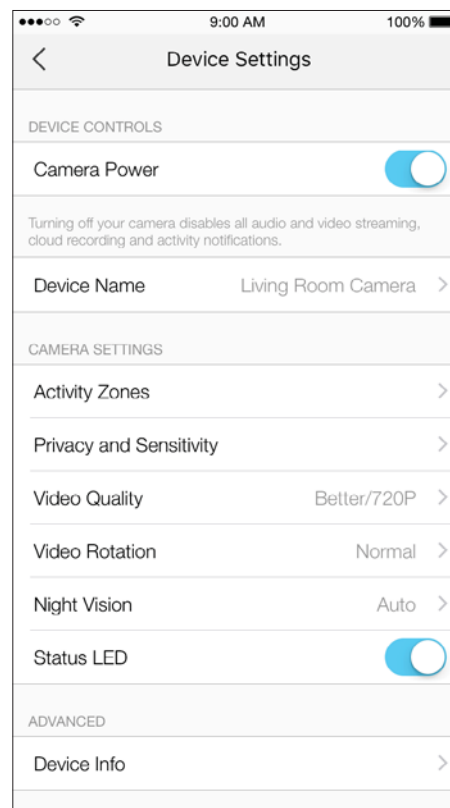 9:00 AM 100%
Device Settings
DEVICE CONTROLS
Camera Power
Turning off your camera disables all audio and video streaming,
cloud recording and activity notifications.
Device Name Living Room Camera
CAMERA SETTINGS
Activity Zones
Privacy and Sensitivity
Video Quality Better/720P
Video Rotation Normal
Night Vision Auto
Status LED
ADVANCED
Device Info